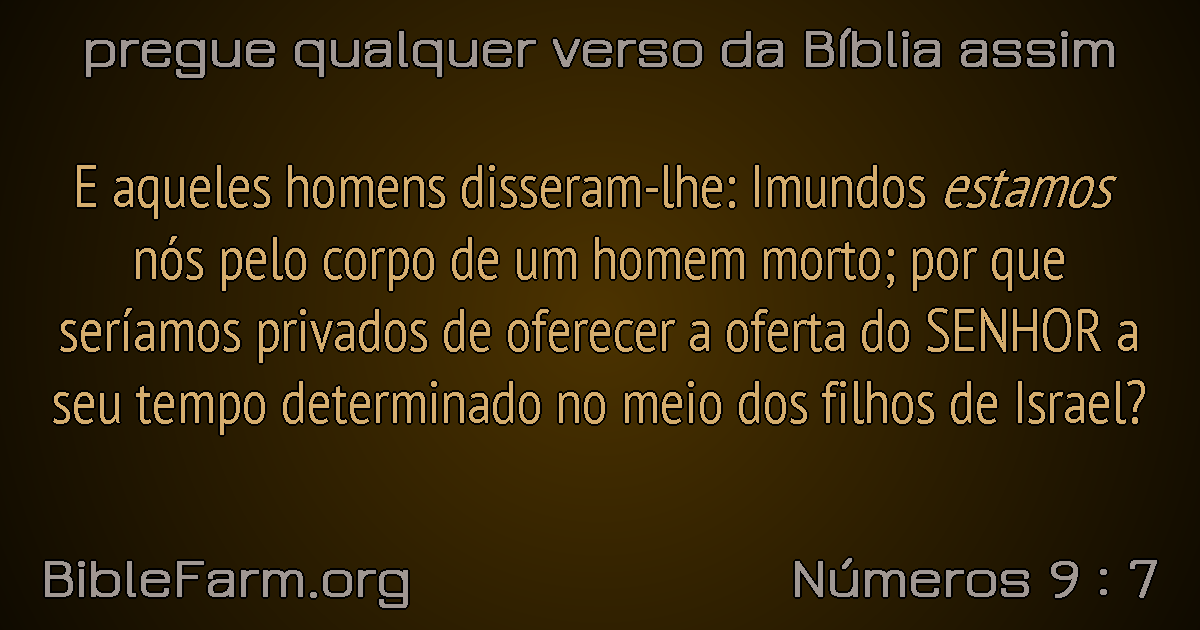 pregue qualquer verso da Bíblia assim
E aqueles homens disseram-lhe: Imundos estamos
nós pelo corpo de um homem morto; por que
seríamos privados de oferecer a oferta do SENHOR a
seu tempo determinado no meio dos filhos de Israel?
BibleFarm.org
Números 9 : 7